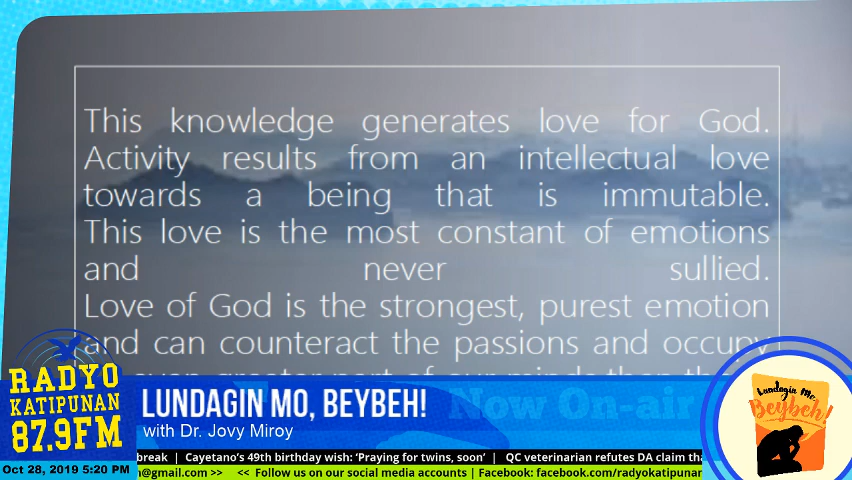 This knowledge generates love for God.
Activity results from an intellectual love
towards a being that is immutable.
This love is the most constant of emotions
and never sullied.
Love of God is the strongest, purest emotion
and can counteract the passions and occupy
RADYO
KATIPUNAN
87.9FM
LUNDAGIN MO, BEYBEH!
with Dr. Jovy Miroy
Now On-air
Lundagin Mo,
Beybeh!
break | Cayetano's 49th birthday wish: 'Praying for twins, soon' | QC veterinarian refutes DA claim tha
Oct 28, 2019 5:20 PM
@gmail.com >> << Follow us on our social media accounts | Facebook: facebook.com/radyokatipunan